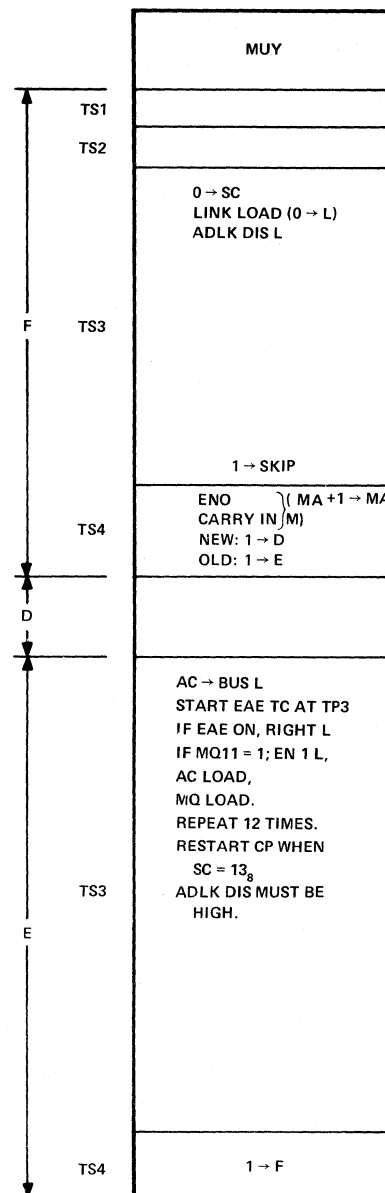 MUY
TS1
TS2
0 → SC
LINK LOAD (0 → L)
ADLK DIS L
F
TS3
1 → SKIP
ENO ( MA +1 → MA
CARRY IN M)
TS4
NEW: 1 → D
OLD: 1 → E
D
AC → BUS L
START EAE TC AT TP3
IF EAE ON, RIGHT L
IF MQ11 = 1; EN 1 L,
AC LOAD,
MQ LOAD.
REPEAT 12 TIMES.
RESTART CP WHEN
SC = 13₈
TS3
ADLK DIS MUST BE
HIGH.
E
TS4
1 → F